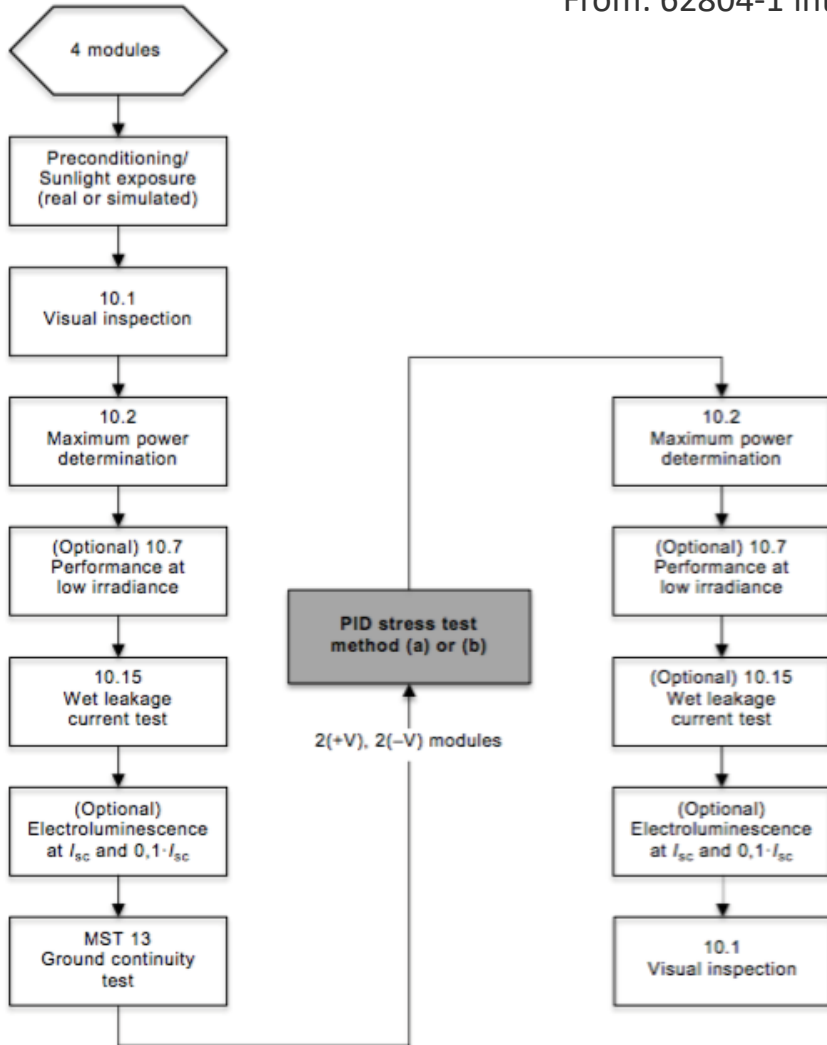 From: 62804-1 Int
4 modules
Preconditioning/
Sunlight exposure
(real or simulated)
10.1
Visual inspection
10.2
Maximum power
determination
(Optional) 10.7
Performance at
low irradiance
10.15
Wet leakage
current test
(Optional)
Electroluminescence
at Isc and 0,1·Isc
MST 13
Ground continuity
test
2(+V), 2(–V) modules
PID stress test
method (a) or (b)
10.2
Maximum power
determination
(Optional) 10.7
Performance at
low irradiance
(Optional) 10.15
Wet leakage
current test
(Optional)
Electroluminescence
at Isc and 0,1·Isc
10.1
Visual inspection